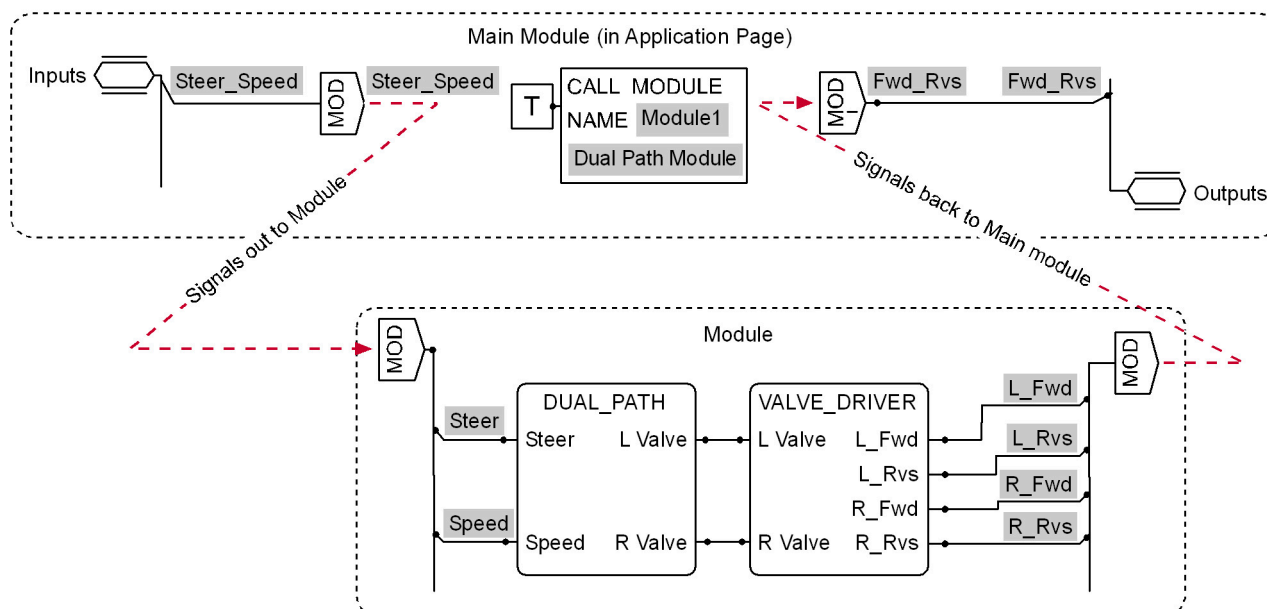 Main Module (in Application Page)
Inputs
Steer_Speed
MOD
Steer_Speed
T
CALL MODULE
NAME Module1
Dual Path Module
MOD
Fwd_Rvs
Fwd_Rvs
Outputs
Signals out to Module
Signals back to Main module
Module
MOD
MOD
Steer
Speed
DUAL_PATH
Steer L Valve
Speed R Valve
VALVE_DRIVER
L Valve L_Fwd
L_Rvs
R_Fwd
R Valve R_Rvs
L_Fwd
L_Rvs
R_Fwd
R_Rvs